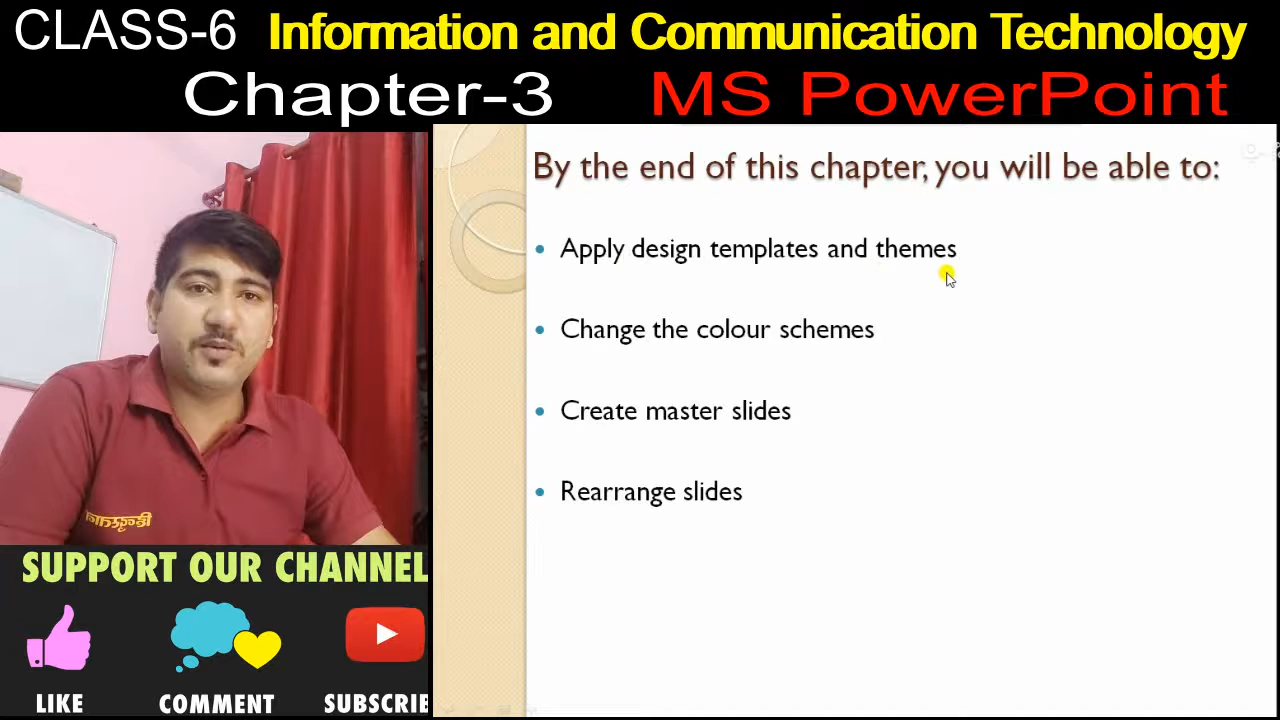 CLASS-6 Information and Communication Technology
Chapter-3 MS PowerPoint
By the end of this chapter, you will be able to:
• Apply design templates and themes
• Change the colour schemes
• Create master slides
• Rearrange slides
SUPPORT OUR CHANNEL
LIKE COMMENT SUBSCRIBE